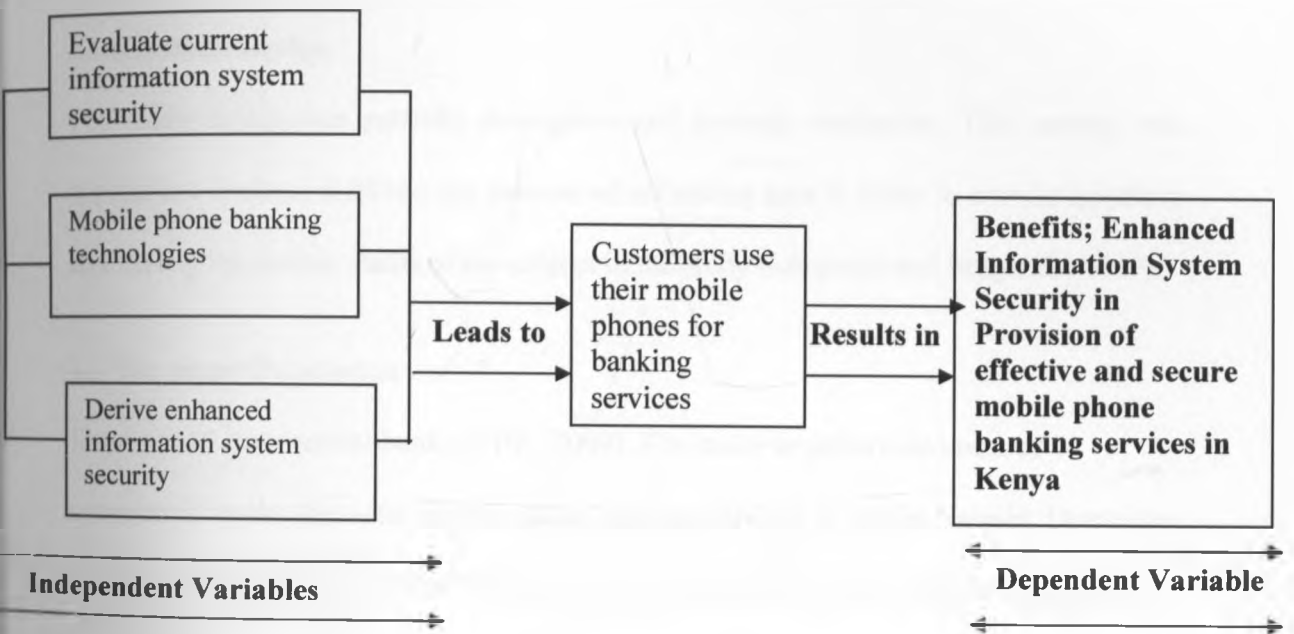 Evaluate current
information system
security
Mobile phone banking
technologies
Derive enhanced
information system
security
Leads to
Customers use
their mobile
phones for
banking
services
Results in
Benefits; Enhanced
Information System
Security in
Provision of
effective and secure
mobile phone
banking services in
Kenya
Independent Variables
Dependent Variable